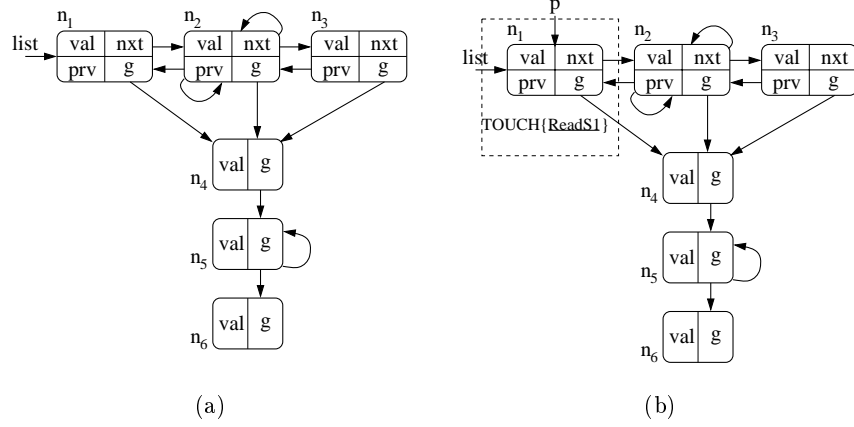 n1 n2 n3
list val nxt val nxt val nxt
prv g prv g prv g
val g
n4
val g
n5
val g
n6
(a)
p
n1 n2 n3
list val nxt val nxt val nxt
prv g prv g prv g
TOUCH{ReadS1}
val g
n4
val g
n5
val g
n6
(b)